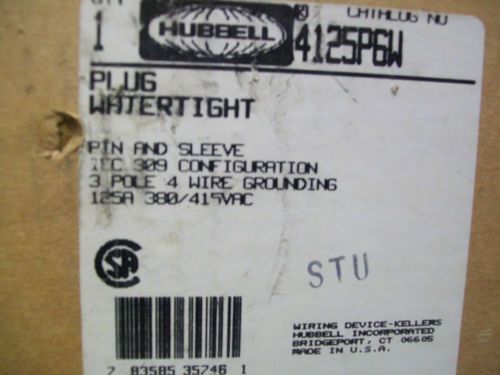 QTY
1
HUBBELL
CATALOG NO
4125P6W
PLUG
WATERTIGHT
PIN AND SLEEVE
IEC 309 CONFIGURATION
3 POLE 4 WIRE GROUNDING
125A 380/415VAC
SA
STU
WIRING DEVICE-KELLEMS
HUBBELL INCORPORATED
BRIDGEPORT, CT 06605
MADE IN U.S.A.
7 83585 35746 1